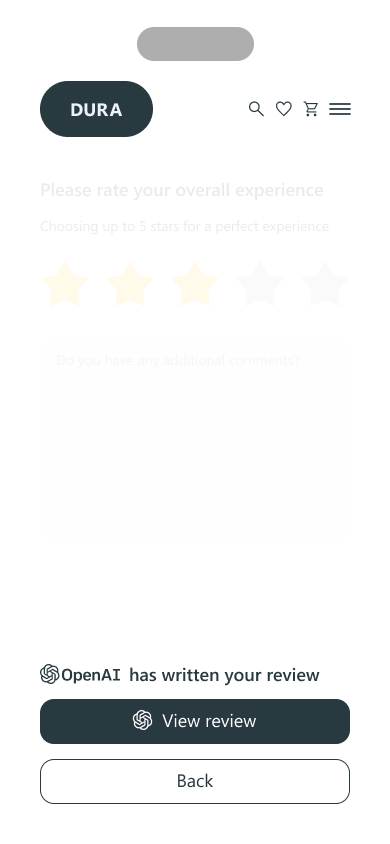 DURA
Please rate your overall experience
Choosing up to 5 stars for a perfect experience
Do you have any additional comments?
OpenAI has written your review
View review
Back